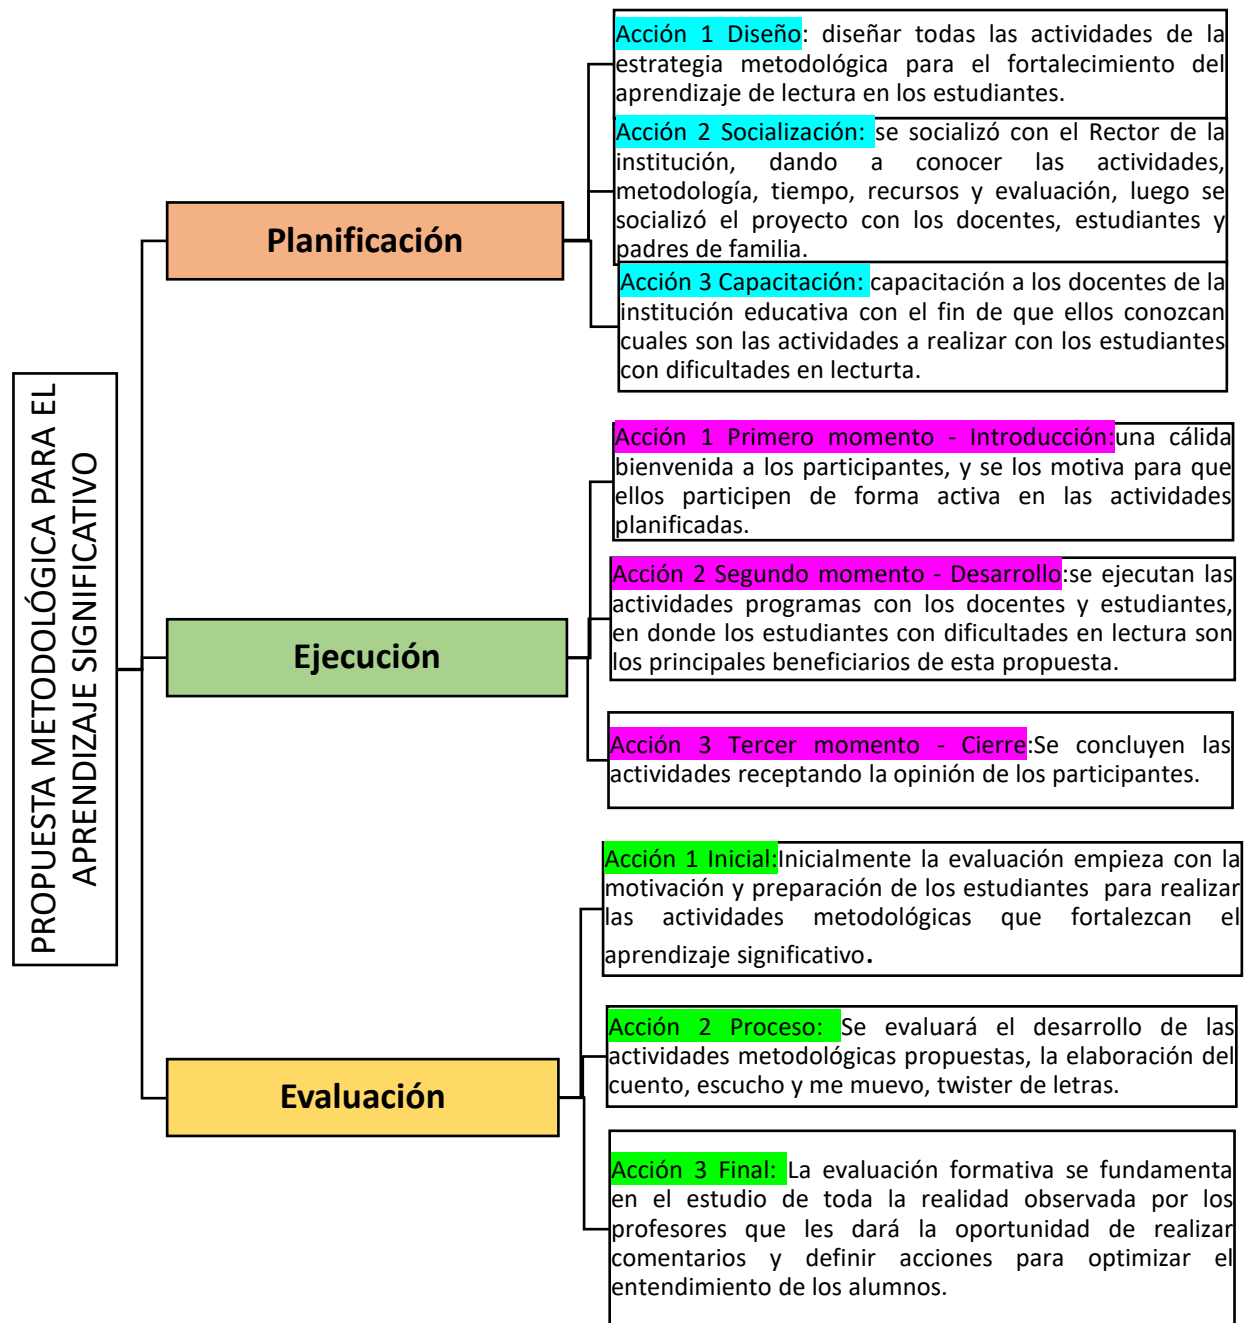 PROPUESTA METODOLÓGICA PARA EL
APRENDIZAJE SIGNIFICATIVO
Planificación
Acción 1 Diseño: diseñar todas las actividades de la
estrategia metodológica para el fortalecimiento del
aprendizaje de lectura en los estudiantes.
Acción 2 Socialización: se socializó con el Rector de la
institución, dando a conocer las actividades,
metodología, tiempo, recursos y evaluación, luego se
socializó el proyecto con los docentes, estudiantes y
padres de familia.
Acción 3 Capacitación: capacitación a los docentes de la
institución educativa con el fin de que ellos conozcan
cuales son las actividades a realizar con los estudiantes
con dificultades en lecturta.
Ejecución
Acción 1 Primero momento - Introducción:una cálida
bienvenida a los participantes, y se los motiva para que
ellos participen de forma activa en las actividades
planificadas.
Acción 2 Segundo momento - Desarrollo:se ejecutan las
actividades programas con los docentes y estudiantes,
en donde los estudiantes con dificultades en lectura son
los principales beneficiarios de esta propuesta.
Acción 3 Tercer momento - Cierre:Se concluyen las
actividades receptando la opinión de los participantes.
Evaluación
Acción 1 Inicial:Inicialmente la evaluación empieza con la
motivación y preparación de los estudiantes para realizar
las actividades metodológicas que fortalezcan el
aprendizaje significativo.
Acción 2 Proceso: Se evaluará el desarrollo de las
actividades metodológicas propuestas, la elaboración del
cuento, escucho y me muevo, twister de letras.
Acción 3 Final: La evaluación formativa se fundamenta
en el estudio de toda la realidad observada por los
profesores que les dará la oportunidad de realizar
comentarios y definir acciones para optimizar el
entendimiento de los alumnos.